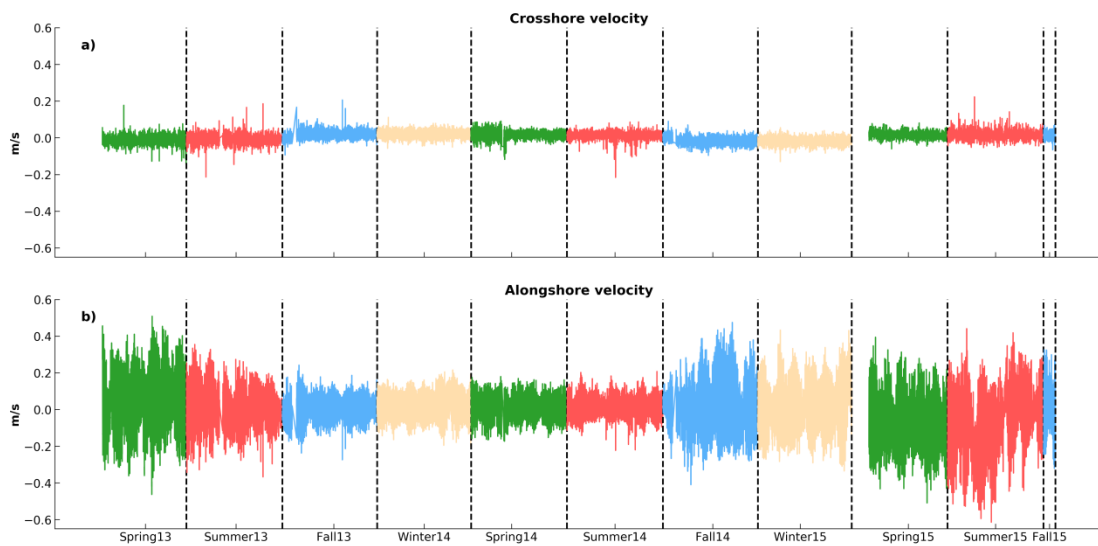 Crosshore velocity
a)
0.6
0.4
0.2
0.0
−0.2
−0.4
−0.6
m/s
Alongshore velocity
b)
0.6
0.4
0.2
0.0
−0.2
−0.4
−0.6
m/s
Spring13 Summer13 Fall13 Winter14 Spring14 Summer14 Fall14 Winter15 Spring15 Summer15 Fall15